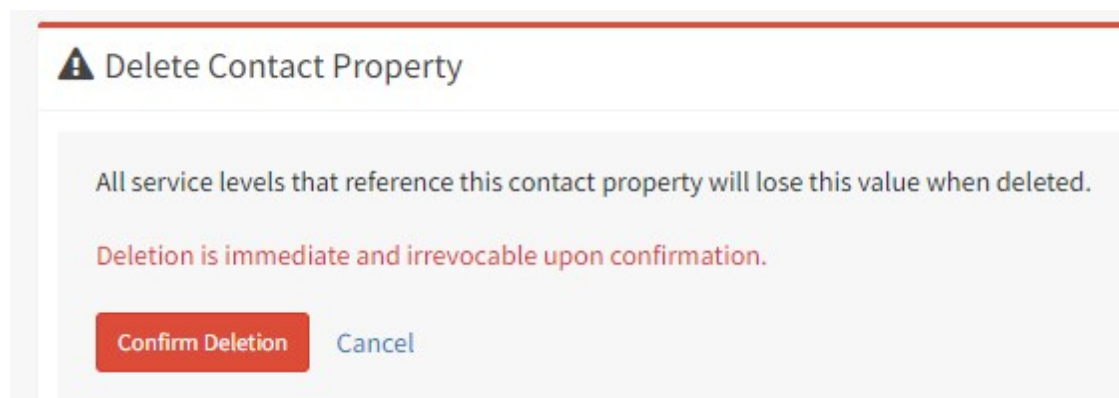 Delete Contact Property
All service levels that reference this contact property will lose this value when deleted.
Deletion is immediate and irrevocable upon confirmation.
Confirm Deletion Cancel